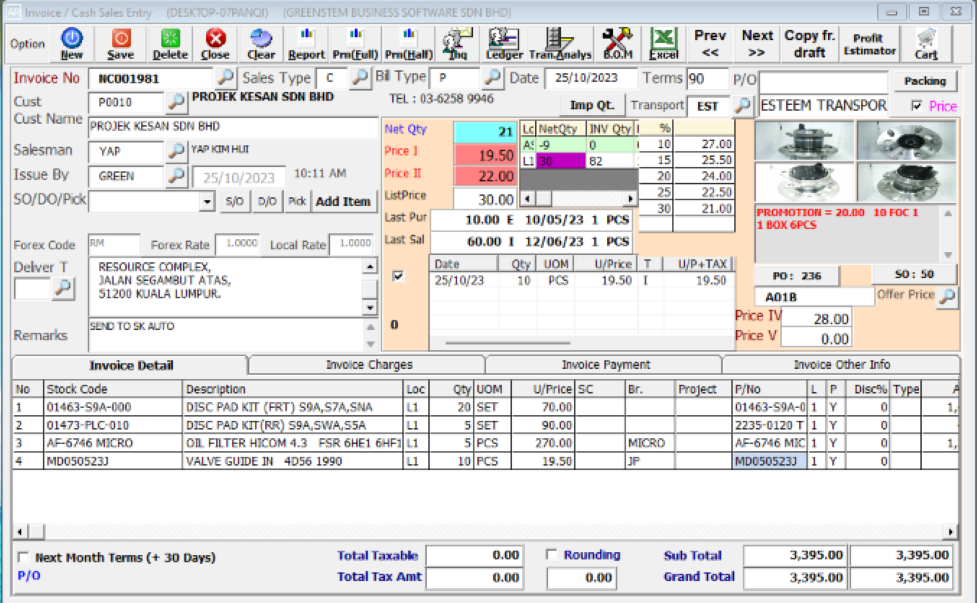 Invoice / Cash Sales Entry (DESKTOP-07PANQI) (GREENSTEM BUSINESS SOFTWARE SDN BHD)
Option New Save Delete Close Clear Report Prn(Full) Prn(Half) Inq Ledger Tran.Analys B.O.M Excel Prev << Next >> Copy fr. draft Profit Estimator Cart
Invoice No NC001981 Sales Type C Bil Type P Date 25/10/2023 Terms 90 P/O Packing
Cust P0010 PROJEK KESAN SDN BHD TEL : 03-6258 9946 Imp Qt. Transport EST ESTEEM TRANSPOR Price
Cust Name PROJEK KESAN SDN BHD
Salesman YAP YAP KIM HUI
Issue By GREEN 25/10/2023 10:11 AM
SO/DO/Pick S/O D/O Pick Add Item
Forex Code RM Forex Rate 1.0000 Local Rate 1.0000
Deliver T RESOURCE COMPLEX,
JALAN SEGAMBUT ATAS,
51200 KUALA LUMPUR.
Remarks SEND TO SK AUTO
Net Qty 21
Price I 19.50
Price II 22.00
ListPrice 30.00
Last Pur 10.00 E 10/05/23 1 PCS
Last Sal 60.00 I 12/06/23 1 PCS
0
Lc NetQty INV Qty
-9 0
L1 30 82
%
10 27.00
15 25.50
20 24.00
25 22.50
30 21.00
Date Qty UOM U/Price T U/P+TAX
25/10/23 10 PCS 19.50 I 19.50
PROMOTION = 20.00 10 FOC 1
1 BOX 6PCS
PO : 236 SO : 50
A01B Offer Price
Price IV 28.00
Price V 0.00
Invoice Detail Invoice Charges Invoice Payment Invoice Other Info
No Stock Code Description Loc Qty UOM U/Price SC Br. Project P/No L P Disc% Type A
1 01463-S9A-000 DISC PAD KIT (FRT) S9A,S7A,SNA L1 20 SET 70.00 01463-S9A-0 1 Y 0 1,
2 01473-PLC-010 DISC PAD KIT(RR) S9A,SWA,S5A L1 5 SET 90.00 2235-0120 T 1 Y 0
3 AF-6746 MICRO OIL FILTER HICOM 4.3 FSR 6HE1 6HF1 L1 5 PCS 270.00 MICRO AF-6746 MIC 1 Y 0 1,
4 MD050523J VALVE GUIDE IN 4D56 1990 L1 10 PCS 19.50 JP MD050523J 1 Y 0
Next Month Terms (+ 30 Days) Total Taxable 0.00 Rounding Sub Total 3,395.00 3,395.00
P/O Total Tax Amt 0.00 0.00 Grand Total 3,395.00 3,395.00